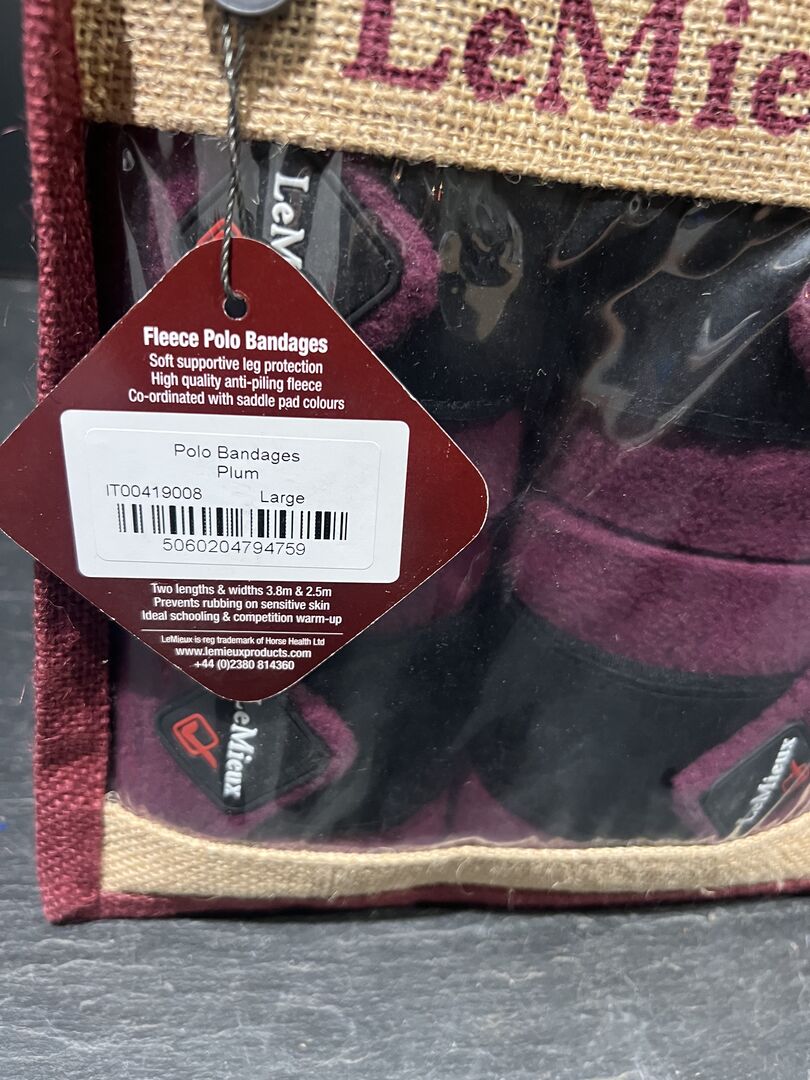 LeMie
LeM
Fleece Polo Bandages
Soft supportive leg protection
High quality anti-piling fleece
Co-ordinated with saddle pad colours
Polo Bandages
Plum
IT00419008 Large
5060204794759
Two lengths & widths 3.8m & 2.5m
Prevents rubbing on sensitive skin
Ideal schooling & competition warm-up
LeMieux is reg trademark of Horse Health Ltd
www.lemieuxproducts.com
+44 (0)2380 814360
LeMieux
LeMieux